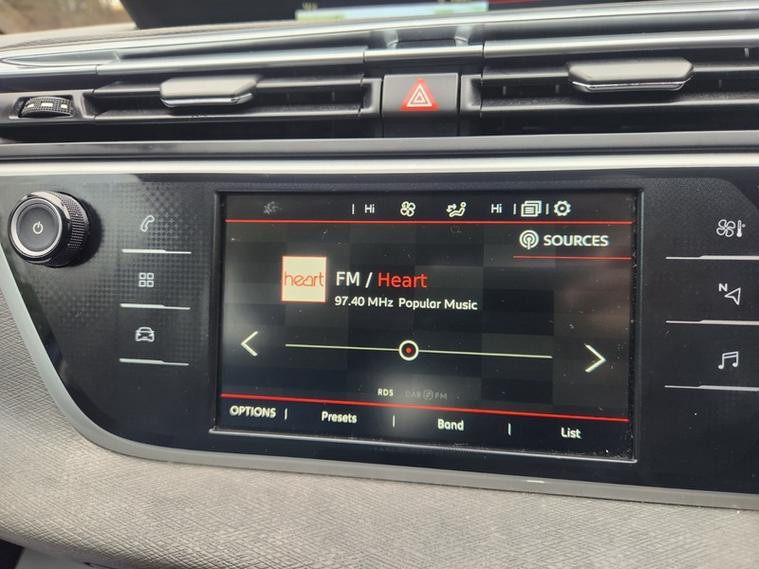 Hi Hi
SOURCES
heart
FM / Heart
97.40 MHz Popular Music
N
RDS DAB FM
OPTIONS Presets Band List